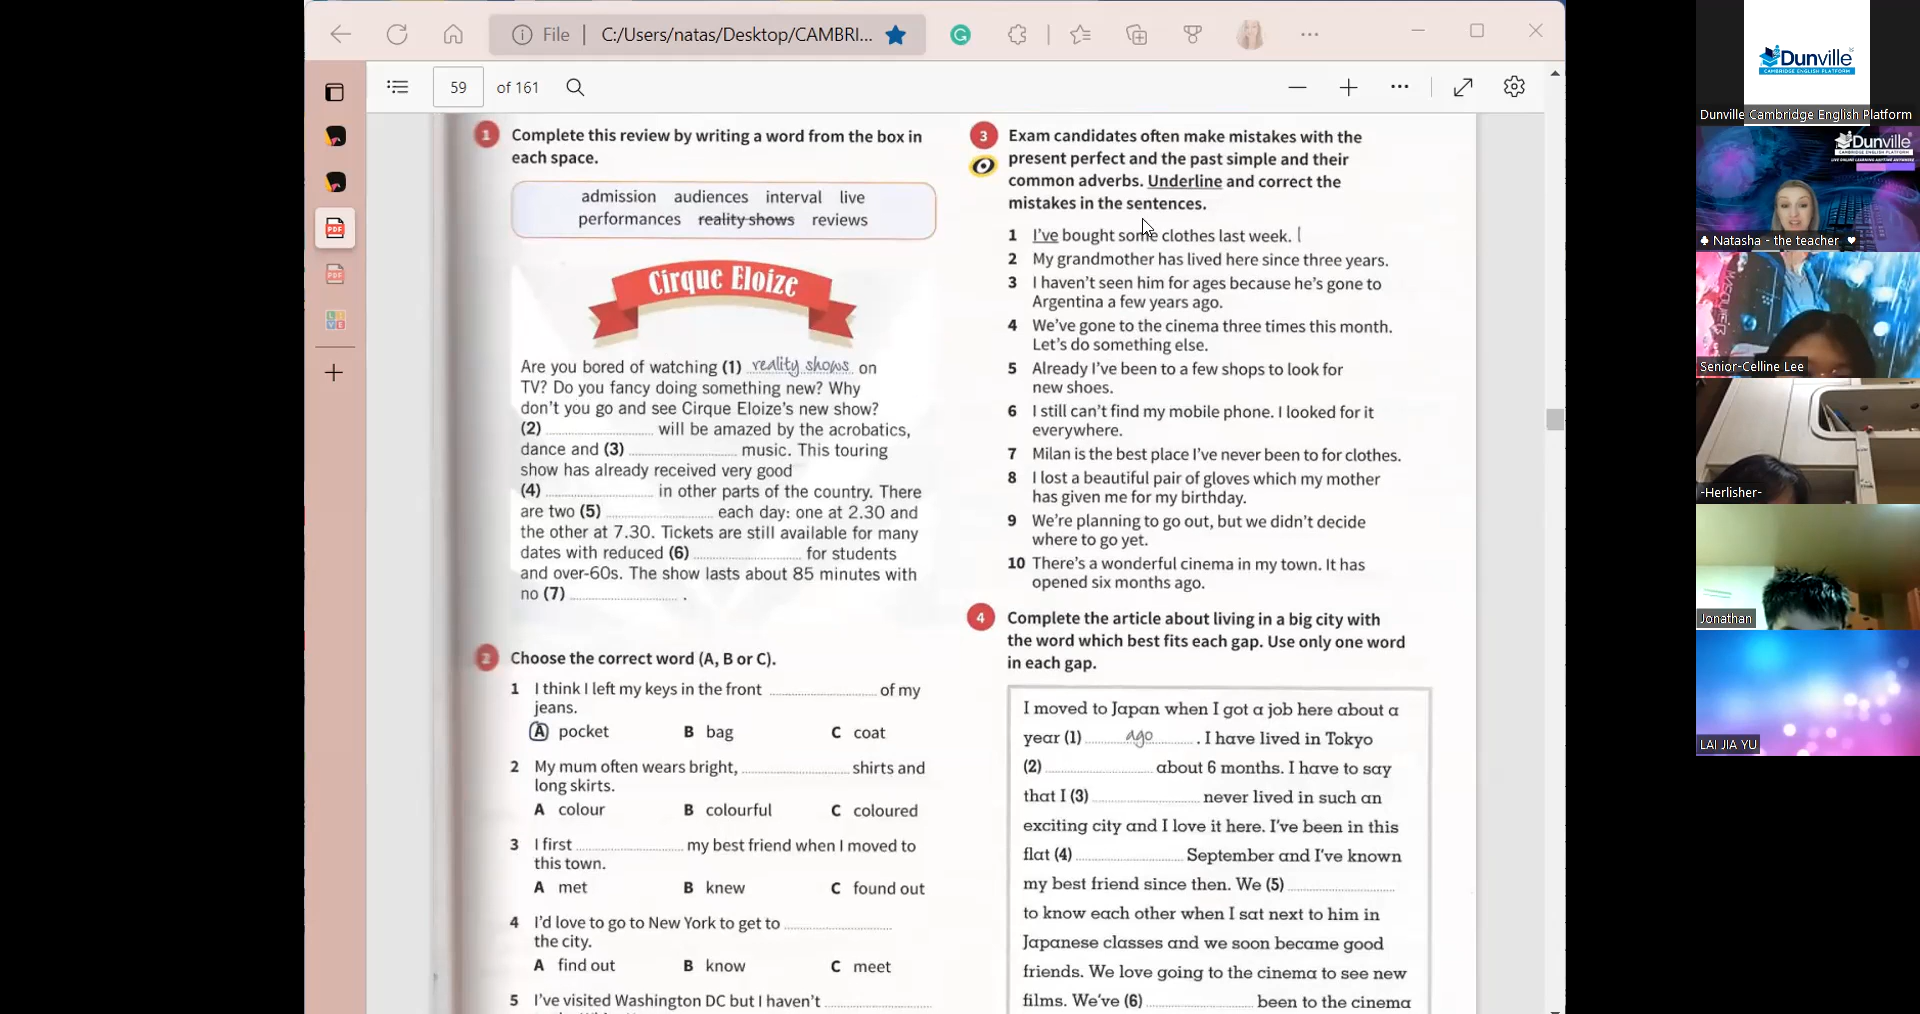 File
C:/Users/natas/Desktop/CAMBRI...
59
of 161
1 Complete this review by writing a word from the box in
each space.
admission audiences interval live
performances reality shows reviews
Cirque Eloize
Are you bored of watching (1) reality shows on
TV? Do you fancy doing something new? Why
don't you go and see Cirque Eloize's new show?
(2) .......... will be amazed by the acrobatics,
dance and (3) .......... music. This touring
show has already received very good
(4) .......... in other parts of the country. There
are two (5) .......... each day: one at 2.30 and
the other at 7.30. Tickets are still available for many
dates with reduced (6) .......... for students
and over-60s. The show lasts about 85 minutes with
no (7) .......... .
2 Choose the correct word (A, B or C).
1 I think I left my keys in the front .......... of my
jeans.
A pocket B bag C coat
2 My mum often wears bright, .......... shirts and
long skirts.
A colour B colourful C coloured
3 I first .......... my best friend when I moved to
this town.
A met B knew C found out
4 I'd love to go to New York to get to ..........
the city.
A find out B know C meet
5 I've visited Washington DC but I haven't ..........
3 Exam candidates often make mistakes with the
present perfect and the past simple and their
common adverbs. Underline and correct the
mistakes in the sentences.
1 I've bought some clothes last week.
2 My grandmother has lived here since three years.
3 I haven't seen him for ages because he's gone to
Argentina a few years ago.
4 We've gone to the cinema three times this month.
Let's do something else.
5 Already I've been to a few shops to look for
new shoes.
6 I still can't find my mobile phone. I looked for it
everywhere.
7 Milan is the best place I've never been to for clothes.
8 I lost a beautiful pair of gloves which my mother
has given me for my birthday.
9 We're planning to go out, but we didn't decide
where to go yet.
10 There's a wonderful cinema in my town. It has
opened six months ago.
4 Complete the article about living in a big city with
the word which best fits each gap. Use only one word
in each gap.
I moved to Japan when I got a job here about a
year (1) ago . I have lived in Tokyo
(2) .......... about 6 months. I have to say
that I (3) .......... never lived in such an
exciting city and I love it here. I've been in this
flat (4) .......... September and I've known
my best friend since then. We (5) ..........
to know each other when I sat next to him in
Japanese classes and we soon became good
friends. We love going to the cinema to see new
films. We've (6) .......... been to the cinema
Dunville
CAMBRIDGE ENGLISH PLATFORM
Dunville Cambridge English Platform
Dunville
Natasha - the teacher
Senior-Celline Lee
-Herlisher-
Jonathan
LAI JIA YU